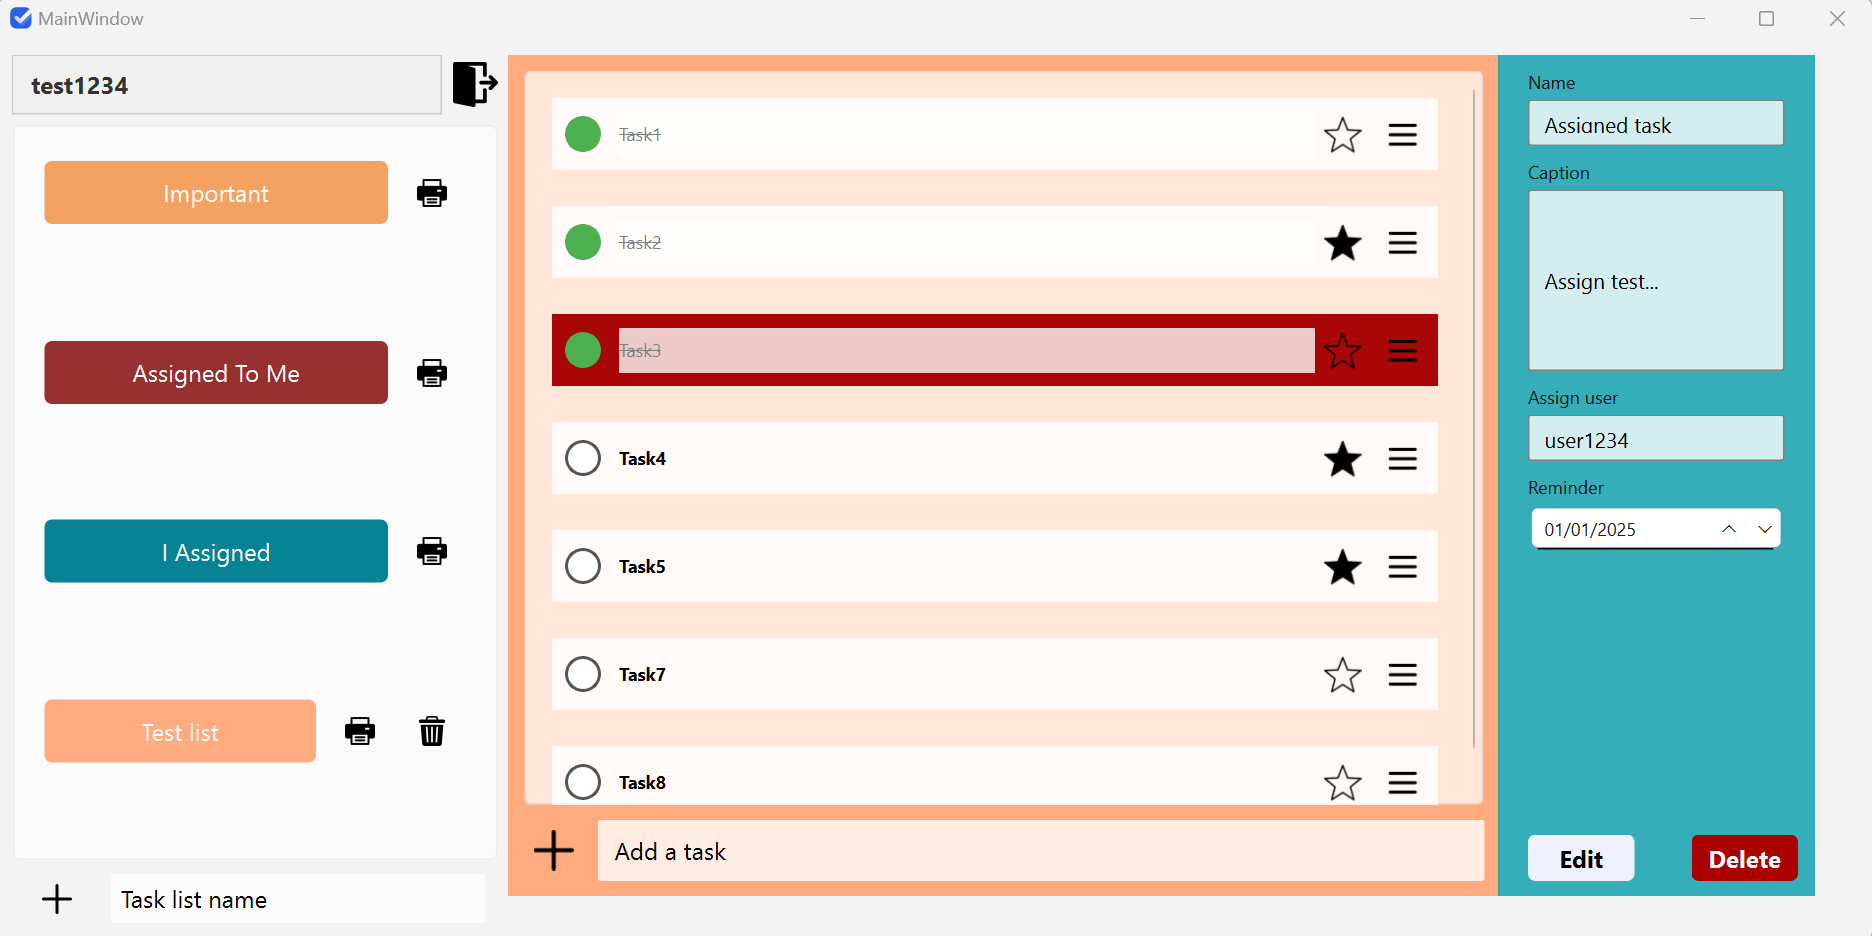 MainWindow
test1234
Important
Assigned To Me
I Assigned
Test list
Task list name
Task1
Task2
Task3
Task4
Task5
Task7
Task8
Add a task
Name
Assigned task
Caption
Assign test...
Assign user
user1234
Reminder
01/01/2025
Edit
Delete